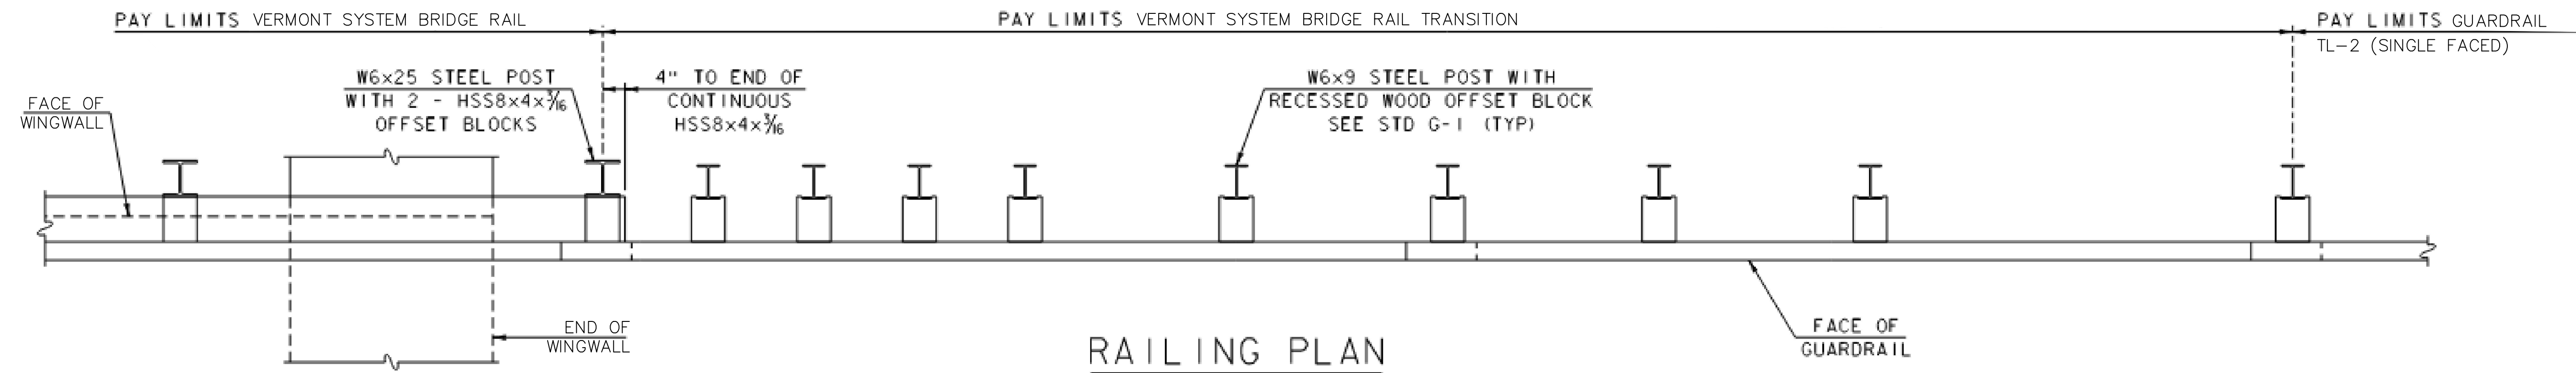 PAY LIMITS VERMONT SYSTEM BRIDGE RAIL
PAY LIMITS VERMONT SYSTEM BRIDGE RAIL TRANSITION
PAY LIMITS GUARDRAIL
TL-2 (SINGLE FACED)
W6x25 STEEL POST
WITH 2 - HSS8x4x3/16
OFFSET BLOCKS
4" TO END OF
CONTINUOUS
HSS8x4x3/16
W6x9 STEEL POST WITH
RECESSED WOOD OFFSET BLOCK
SEE STD G-1 (TYP)
FACE OF
WINGWALL
END OF
WINGWALL
FACE OF
GUARDRAIL
RAILING PLAN